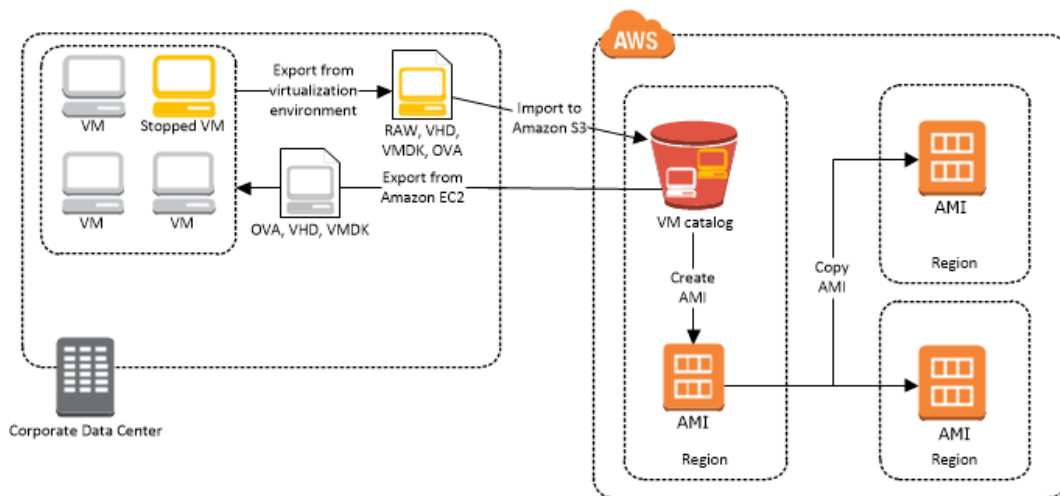 AWS
Export from
virtualization
environment
VM
Stopped VM
RAW, VHD,
VMDK, OVA
Import to
Amazon S3
VM
VM
Export from
Amazon EC2
OVA, VHD, VMDK
VM catalog
Create
AMI
AMI
Region
Copy
AMI
AMI
Region
AMI
Region
Corporate Data Center